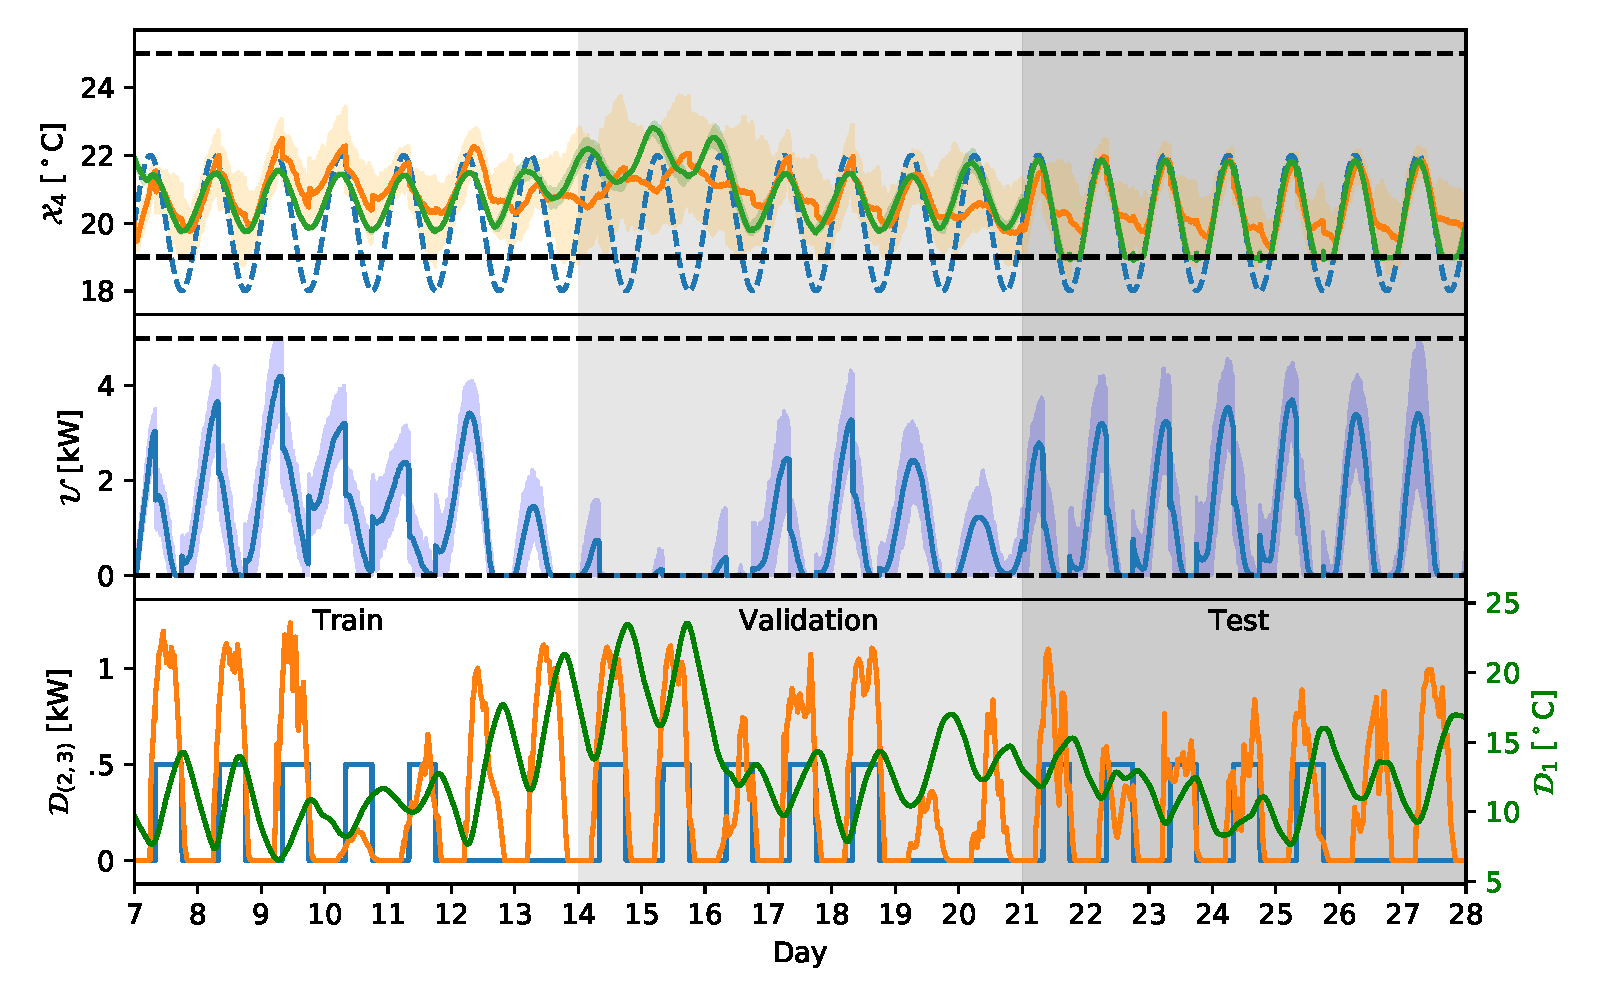 𝒳₄ [°C]
24
22
20
18
𝒰 [kW]
4
2
0
Train
Validation
Test
𝒟₍₂,₃₎ [kW]
1
.5
0
25
20
15
10
5
𝒟₁ [°C]
7 8 9 10 11 12 13 14 15 16 17 18 19 20 21 22 23 24 25 26 27 28
Day